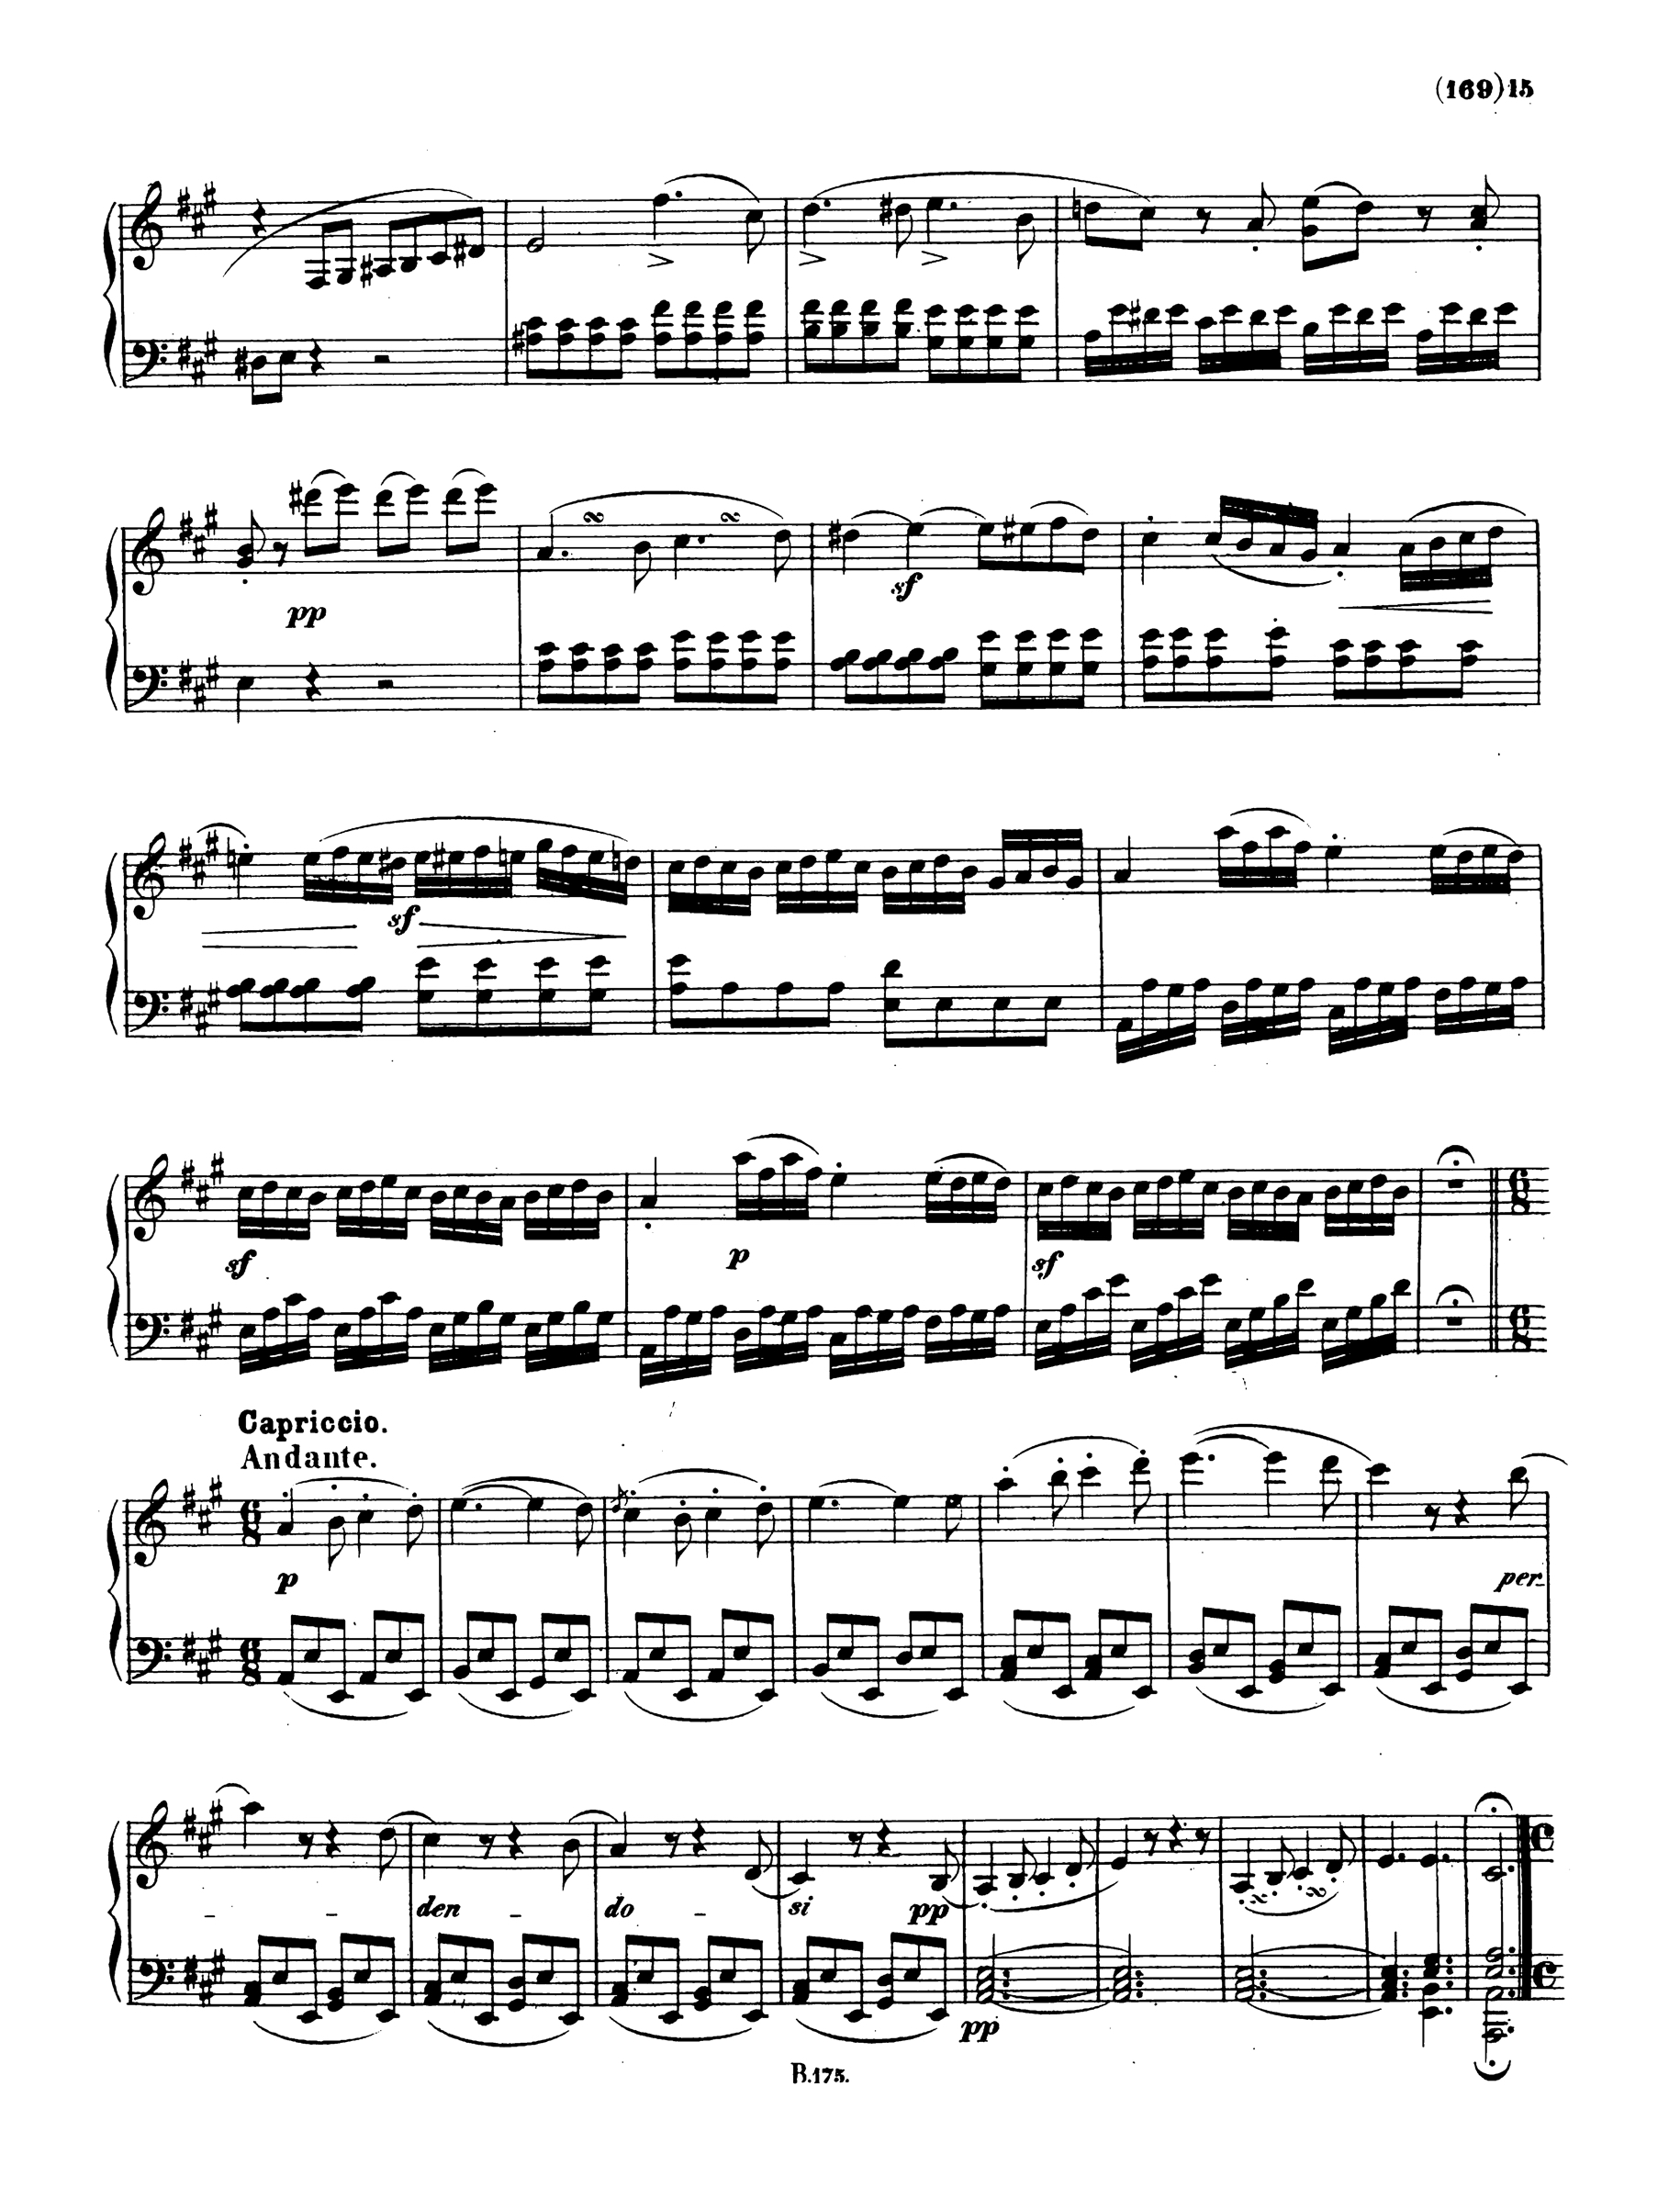 (169) 15
pp
sf
sf
sf
p
sf
Capriccio.
Andante.
p
per-
- - den - do - si pp
pp
B.175.